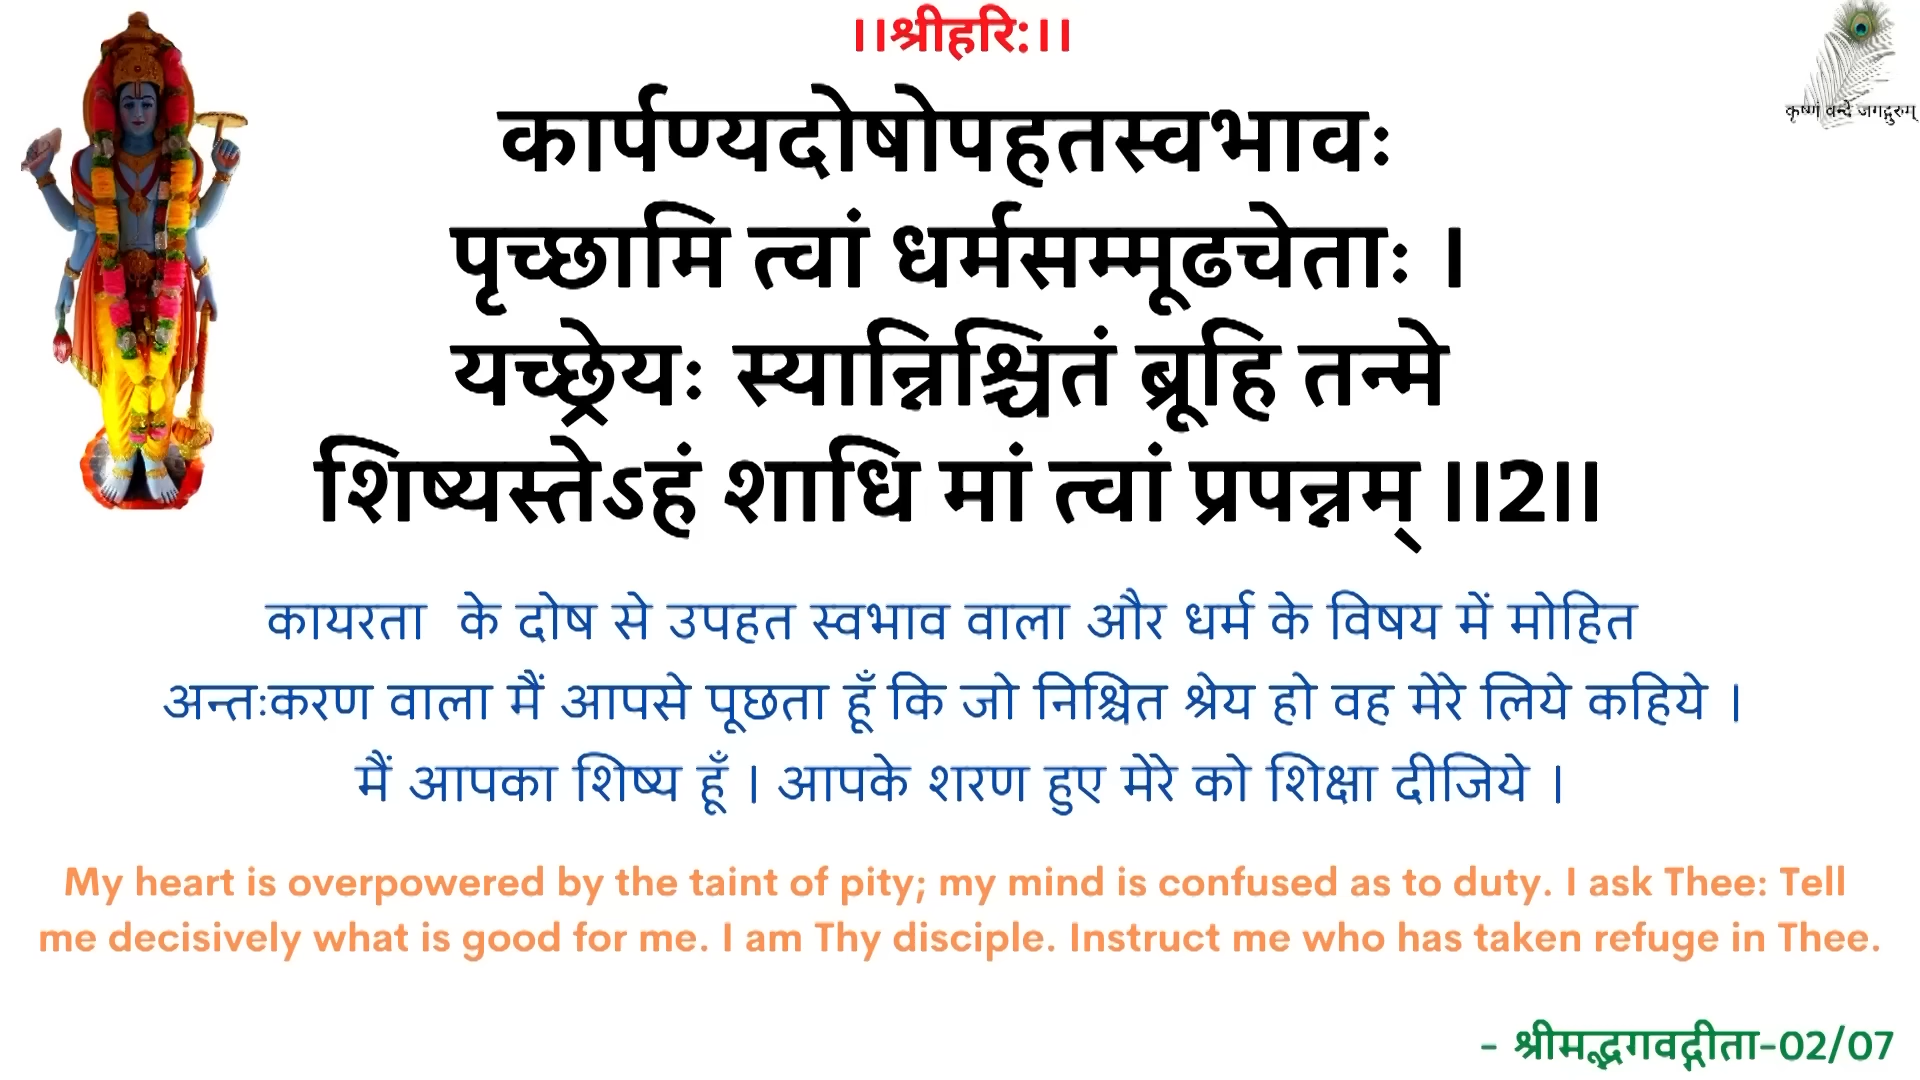 ।।श्रीहरि:।।
कृष्णं वन्दे जगद्गुरुम्
कार्पण्यदोषोपहतस्वभावः
पृच्छामि त्वां धर्मसम्मूढचेताः ।
यच्छ्रेयः स्यान्निश्चितं ब्रूहि तन्मे
शिष्यस्तेऽहं शाधि मां त्वां प्रपन्नम् ।।2।।
कायरता के दोष से उपहत स्वभाव वाला और धर्म के विषय में मोहित
अन्तःकरण वाला मैं आपसे पूछता हूँ कि जो निश्चित श्रेय हो वह मेरे लिये कहिये ।
मैं आपका शिष्य हूँ । आपके शरण हुए मेरे को शिक्षा दीजिये ।
My heart is overpowered by the taint of pity; my mind is confused as to duty. I ask Thee: Tell
me decisively what is good for me. I am Thy disciple. Instruct me who has taken refuge in Thee.
- श्रीमद्भगवद्गीता-02/07